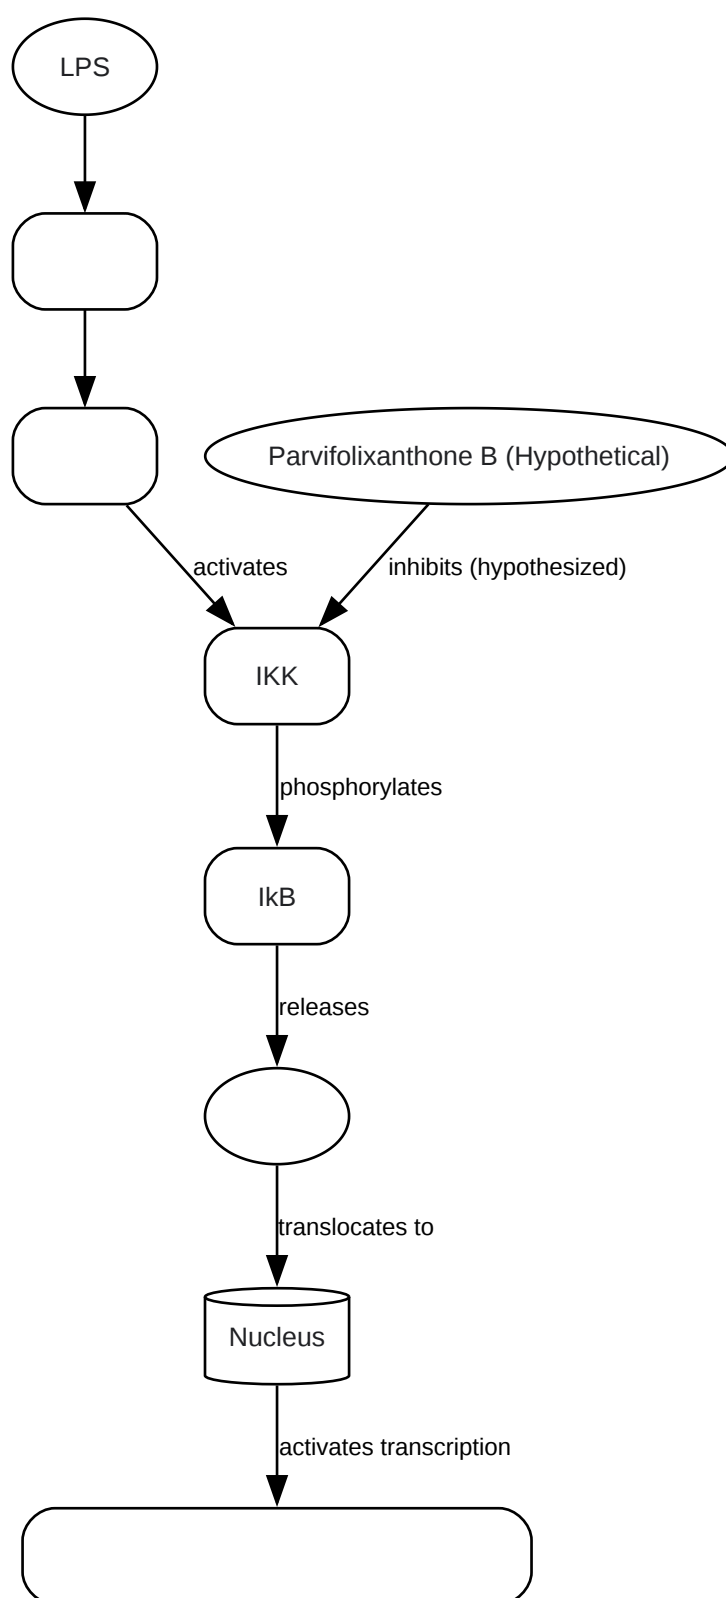 LPS
Parvifolixanthone B (Hypothetical)
activates
inhibits (hypothesized)
IKK
phosphorylates
IkB
releases
translocates to
Nucleus
activates transcription